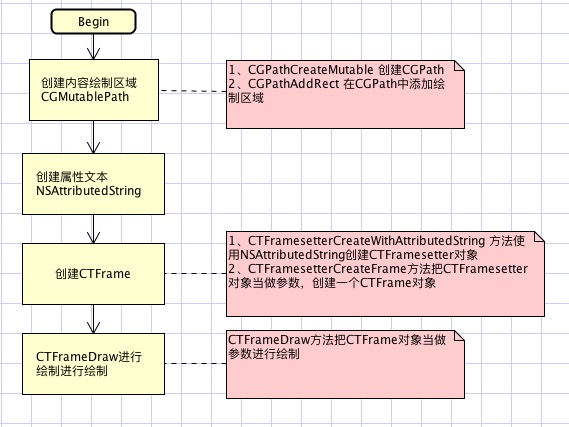 Begin
创建内容绘制区域
CGMutablePath
1、CGPathCreateMutable 创建CGPath
2、CGPathAddRect 在CGPath中添加绘
制区域
创建属性文本
NSAttributedString
创建CTFrame
1、CTFramesetterCreateWithAttributedString 方法使
用NSAttributedString创建CTFramesetter对象
2、CTFramesetterCreateFrame方法把CTFramesetter
对象当做参数，创建一个CTFrame对象
CTFrameDraw进行
绘制进行绘制
CTFrameDraw方法把CTFrame对象当做
参数进行绘制